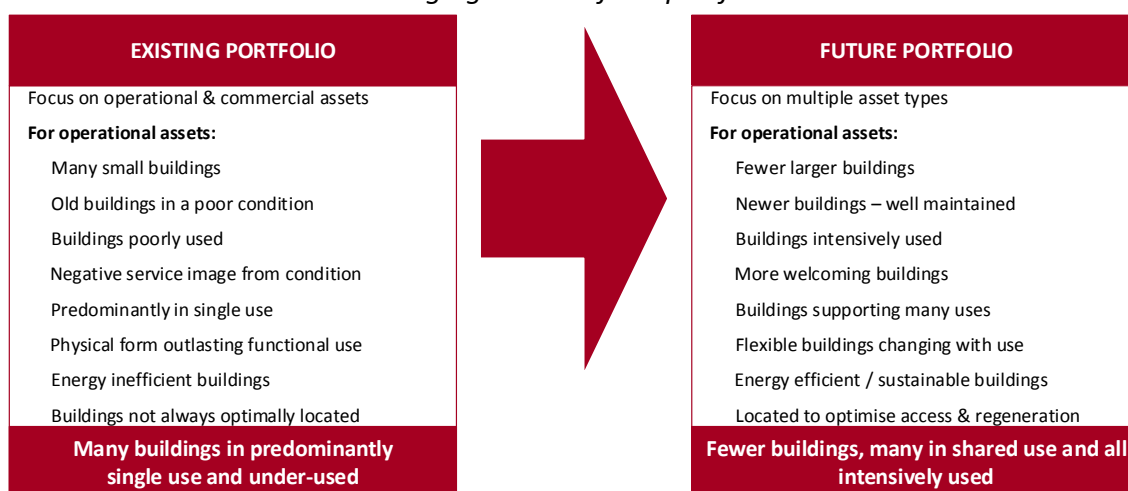 EXISTING PORTFOLIO
Focus on operational & commercial assets
For operational assets:
Many small buildings
Old buildings in a poor condition
Buildings poorly used
Negative service image from condition
Predominantly in single use
Physical form outlasting functional use
Energy inefficient buildings
Buildings not always optimally located
Many buildings in predominantly
single use and under-used
FUTURE PORTFOLIO
Focus on multiple asset types
For operational assets:
Fewer larger buildings
Newer buildings – well maintained
Buildings intensively used
More welcoming buildings
Buildings supporting many uses
Flexible buildings changing with use
Energy efficient / sustainable buildings
Located to optimise access & regeneration
Fewer buildings, many in shared use and all
intensively used